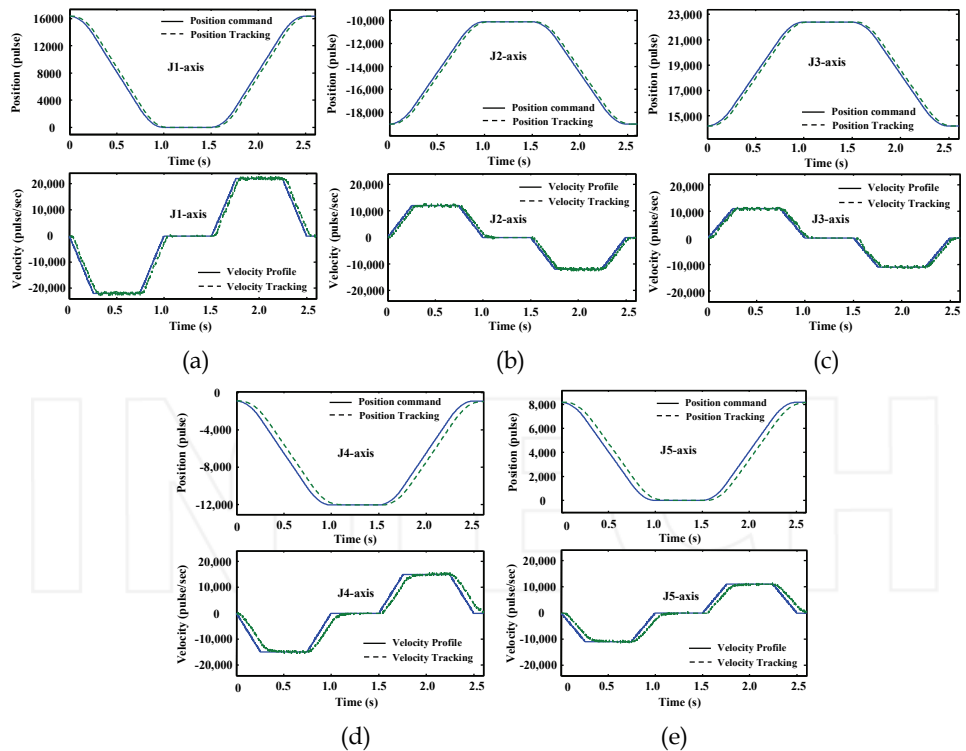 16000
12000
8000
4000
0
Position (pulse)
Position command
Position Tracking
J1-axis
0 0.5 1.0 1.5 2.0 2.5
Time (s)
-10,000
-12,000
-14,000
-16,000
-18,000
Position (pulse)
J2-axis
Position command
Position Tracking
0 0.5 1.0 1.5 2.0 2.5
Time (s)
23,000
21,000
19,000
17,000
15,000
Position (pulse)
J3-axis
Position command
Position Tracking
0 0.5 1.0 1.5 2.0 2.5
Time (s)
20,000
10,000
0
-10,000
-20,000
Velocity (pulse/sec)
J1-axis
Velocity Profile
Velocity Tracking
0 0.5 1.0 1.5 2.0 2.5
Time (s)
20,000
10,000
0
-10,000
-20,000
Velocity (pulse/sec)
Velocity Profile
Velocity Tracking
J2-axis
0 0.5 1.0 1.5 2.0 2.5
Time (s)
20,000
10,000
0
-10,000
-20,000
Velocity (pulse/sec)
Velocity Profile
Velocity Tracking
J3-axis
0 0.5 1.0 1.5 2.0 2.5
Time (s)
(a)
(b)
(c)
0
-4,000
-8,000
-12,000
Position (pulse)
Position command
Position Tracking
J4-axis
0 0.5 1.0 1.5 2.0 2.5
Time (s)
8,000
6,000
4,000
2,000
0
Position (pulse)
Position command
Position Tracking
J5-axis
0 0.5 1.0 1.5 2.0 2.5
Time (s)
20,000
10,000
0
-10,000
-20,000
Velocity (pulse/sec)
J4-axis
Velocity Profile
Velocity Tracking
0 0.5 1.0 1.5 2.0 2.5
Time (s)
20,000
10,000
0
-10,000
-20,000
Velocity (pulse/sec)
J5-axis
Velocity Profile
Velocity Tracking
0 0.5 1.0 1.5 2.0 2.5
Time (s)
(d)
(e)
INTECH